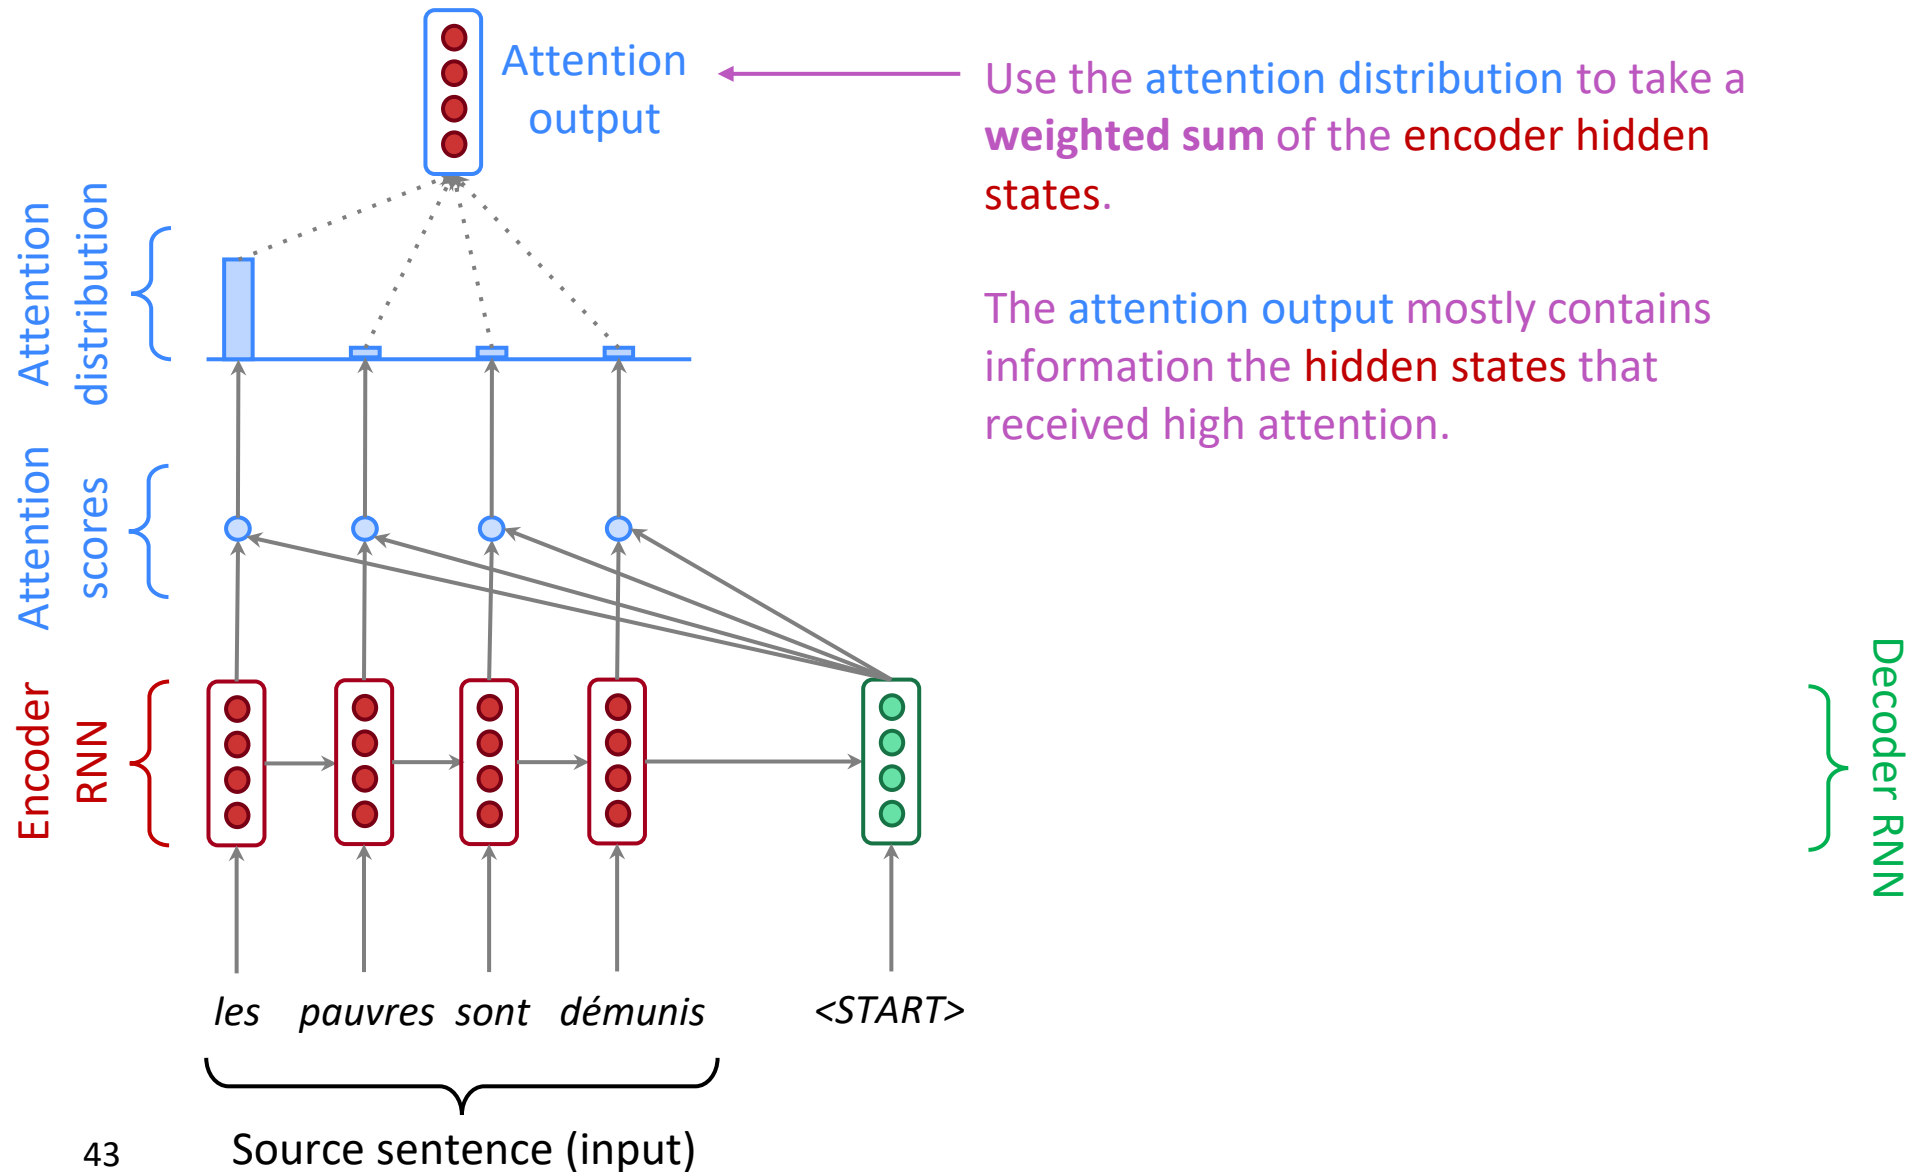 Attention
output
Use the attention distribution to take a
weighted sum of the encoder hidden
states.
The attention output mostly contains
information the hidden states that
received high attention.
Attention
distribution
Attention
scores
Encoder
RNN
Decoder RNN
les pauvres sont démunis <START>
Source sentence (input)
43